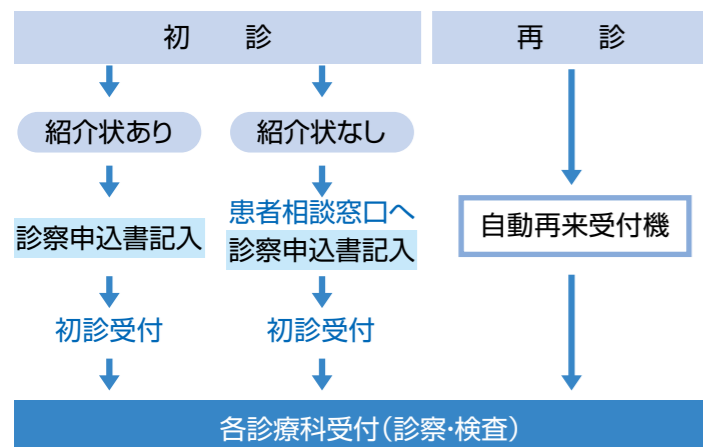 初　診
再　診
紹介状あり
紹介状なし
診察申込書記入
患者相談窓口へ
診察申込書記入
自動再来受付機
初診受付
初診受付
各診療科受付(診察・検査)